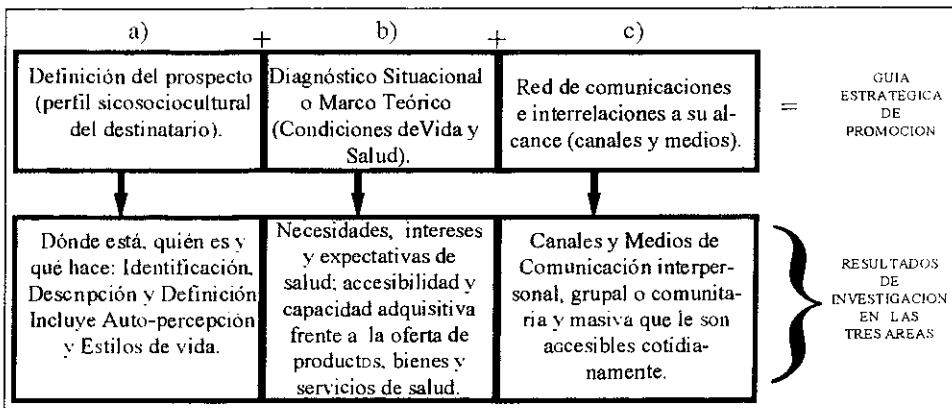 a) + b) + c)
Definición del prospecto
(perfil sicosociocultural
del destinatario).
Diagnóstico Situacional
o Marco Teórico
(Condiciones deVida y
Salud).
Red de comunicaciones
e interrelaciones a su al-
cance (canales y medios).
=
GUIA
ESTRATEGICA
DE
PROMOCION
Dónde está, quién es y
qué hace: Identificación,
Descripción y Definición
Incluye Auto-percepción
y Estilos de vida.
Necesidades, intereses
y expectativas de
salud; accesibilidad y
capacidad adquisitiva
frente a la oferta de
productos, bienes y
servicios de salud.
Canales y Medios de
Comunicación interper-
sonal, grupal o comunita-
ria y masiva que le son
accesibles cotidia-
namente.
RESULTADOS
DE
INVESTIGACION
EN LAS
TRES AREAS